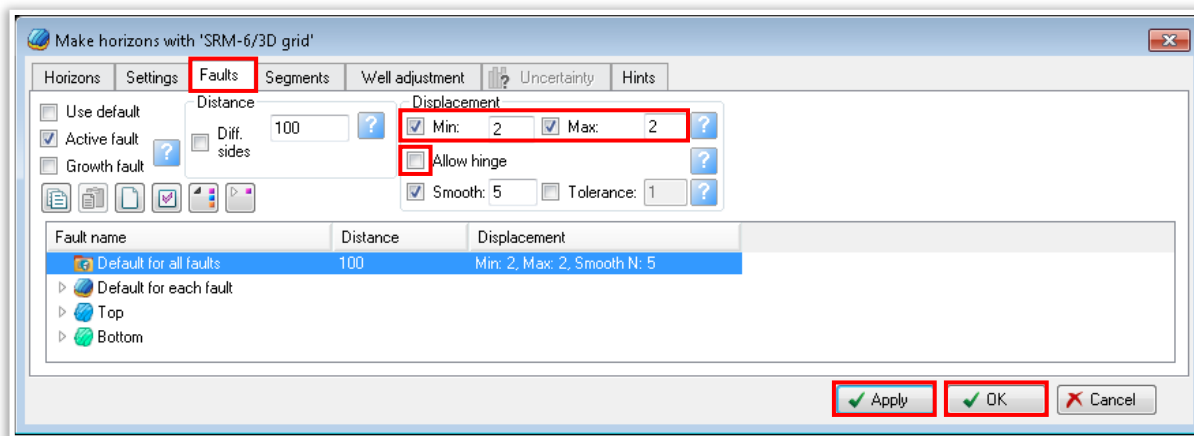 Make horizons with 'SRM-6/3D grid'
Horizons Settings Faults Segments Well adjustment Uncertainty Hints
Use default
Active fault
Growth fault
Distance
Diff. sides
100
Displacement
Min: 2 Max: 2
Allow hinge
Smooth: 5 Tolerance: 1
Fault name Distance Displacement
Default for all faults 100 Min: 2, Max: 2, Smooth N: 5
Default for each fault
Top
Bottom
Apply OK Cancel